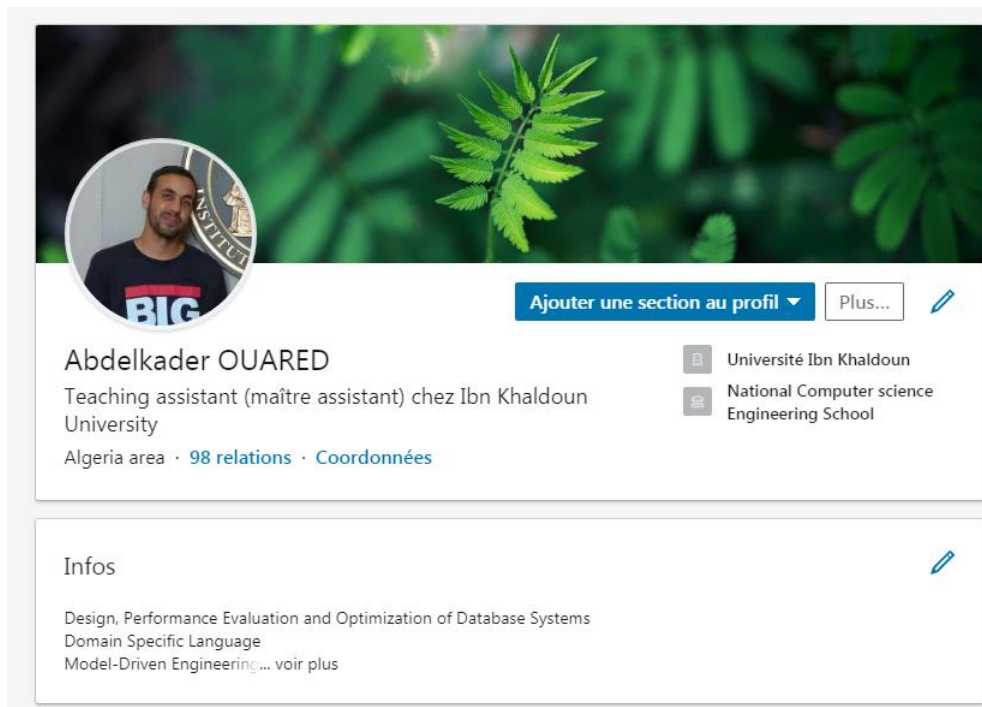 INSTITUT
BIG
Ajouter une section au profil
Plus...
Abdelkader OUARED
Teaching assistant (maître assistant) chez Ibn Khaldoun
University
Algeria area · 98 relations · Coordonnées
Université Ibn Khaldoun
National Computer science
Engineering School
Infos
Design, Performance Evaluation and Optimization of Database Systems
Domain Specific Language
Model-Driven Engineering... voir plus